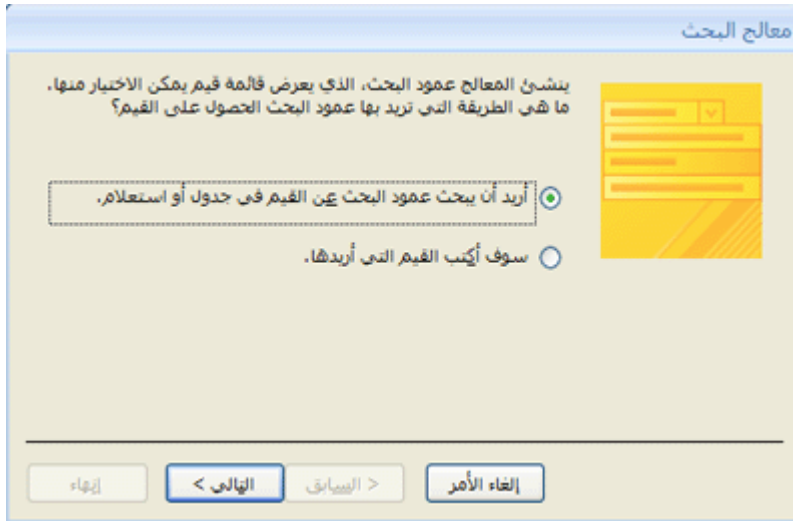 معالج البحث
ينشئ المعالج عمود البحث، الذي يعرض قائمة قيم يمكن الاختيار منها.
ما هي الطريقة التي تريد بها عمود البحث الحصول على القيم؟
أريد أن يبحث عمود البحث عن القيم في جدول أو استعلام.
سوف أكتب القيم التي أريدها.
إلغاء الأمر
< السابق
التالي >
إنهاء